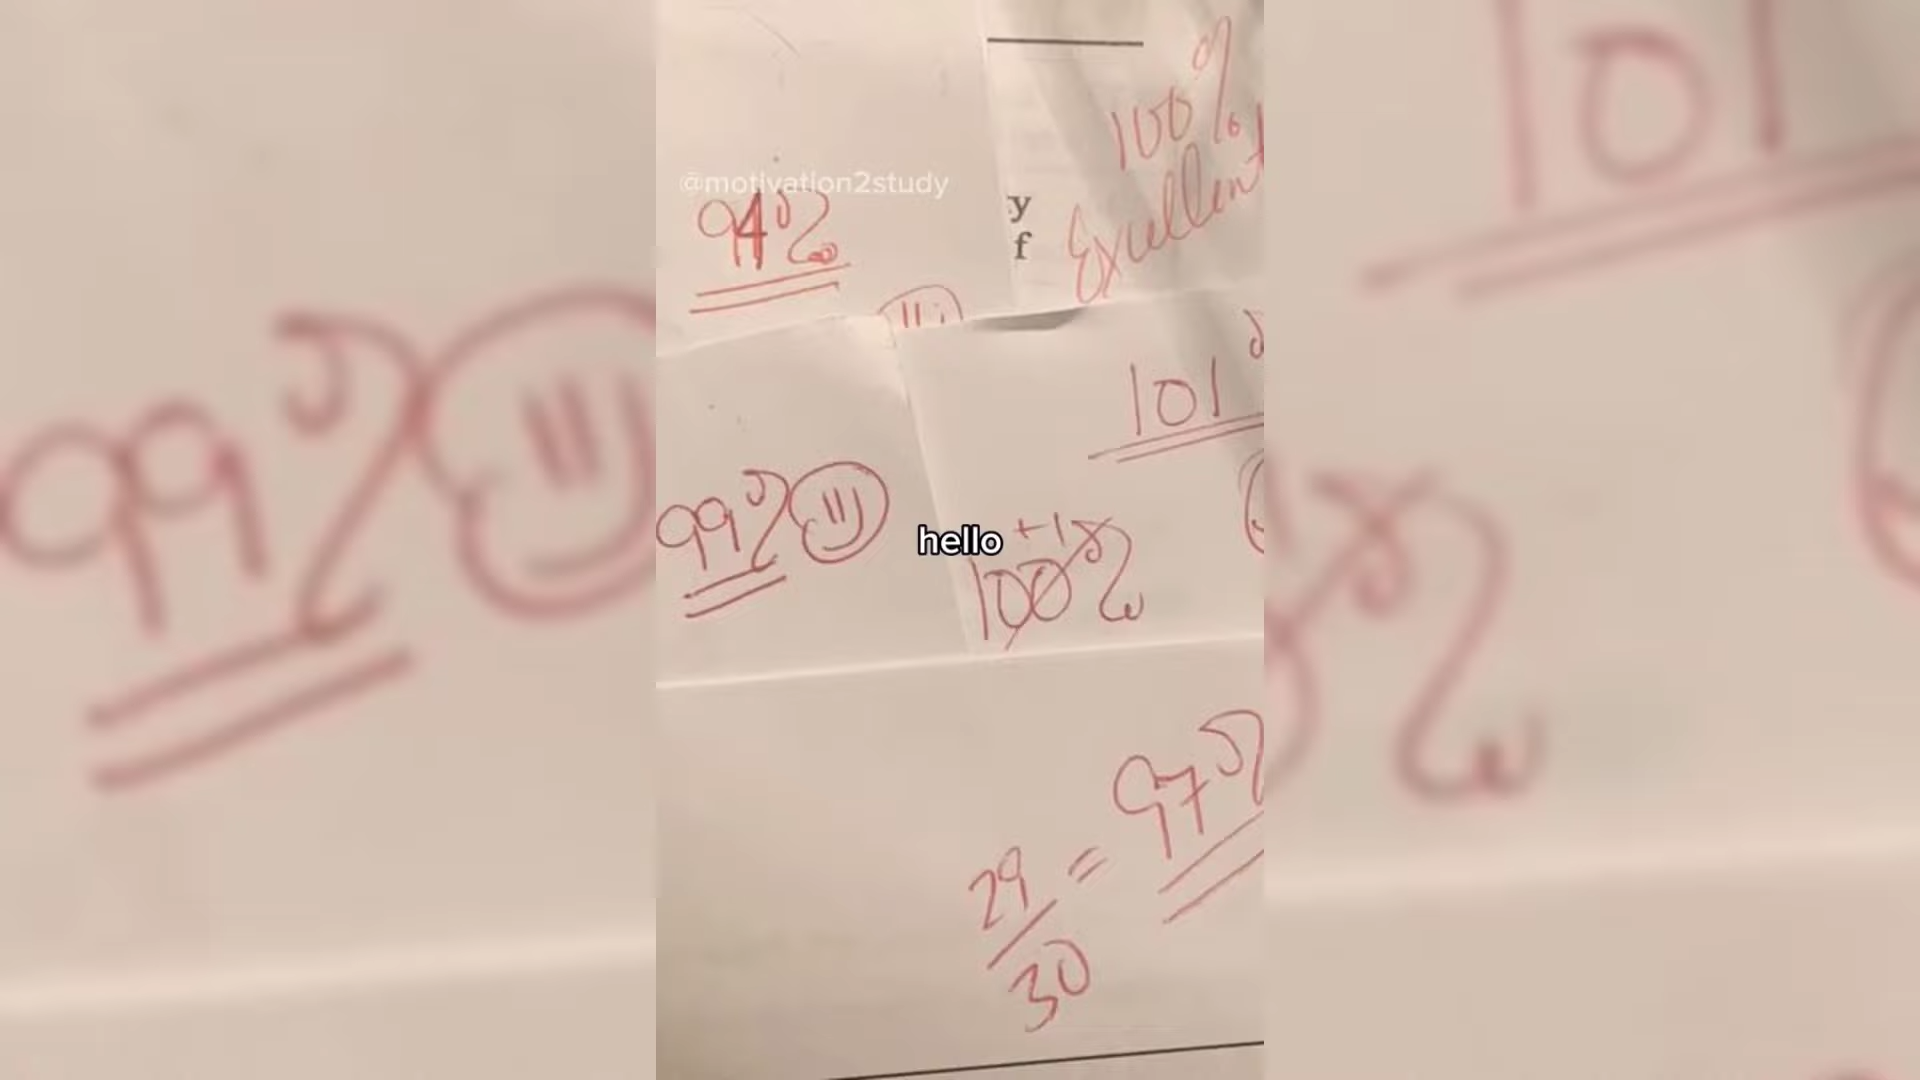 100%
Excellent
@motivation2study
94%
y
f
101%
99%
hello
+1
100%
97%
29/30 =